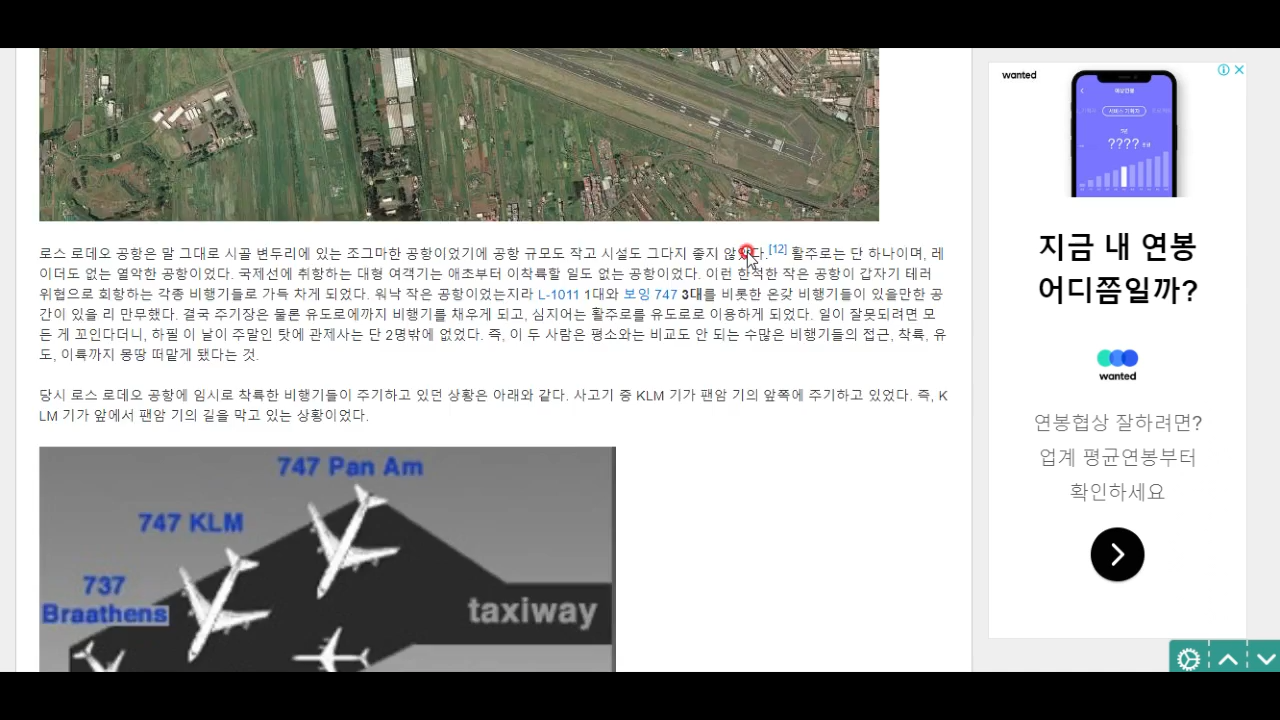 로스 로데오 공항은 말 그대로 시골 변두리에 있는 조그마한 공항이었기에 공항 규모도 작고 시설도 그다지 좋지 않았다.[12] 활주로는 단 하나이며, 레
이더도 없는 열악한 공항이었다. 국제선에 취항하는 대형 여객기는 애초부터 이착륙할 일도 없는 공항이었다. 이런 한적한 작은 공항이 갑자기 테러
위협으로 회항하는 각종 비행기들로 가득 차게 되었다. 워낙 작은 공항이었는지라 L-1011 1대와 보잉 747 3대를 비롯한 온갖 비행기들이 있을만한 공
간이 있을 리 만무했다. 결국 주기장은 물론 유도로에까지 비행기를 채우게 되고, 심지어는 활주로를 유도로로 이용하게 되었다. 일이 잘못되려면 모
든 게 꼬인다더니, 하필 이 날이 주말인 탓에 관제사는 단 2명밖에 없었다. 즉, 이 두 사람은 평소와는 비교도 안 되는 수많은 비행기들의 접근, 착륙, 유
도, 이륙까지 몽땅 떠맡게 됐다는 것.
당시 로스 로데오 공항에 임시로 착륙한 비행기들이 주기하고 있던 상황은 아래와 같다. 사고기 중 KLM 기가 팬암 기의 앞쪽에 주기하고 있었다. 즉, K
LM 기가 앞에서 팬암 기의 길을 막고 있는 상황이었다.
747 Pan Am
747 KLM
737
Braathens
taxiway
wanted
????
지금 내 연봉
어디쯤일까?
wanted
연봉협상 잘하려면?
업계 평균연봉부터
확인하세요